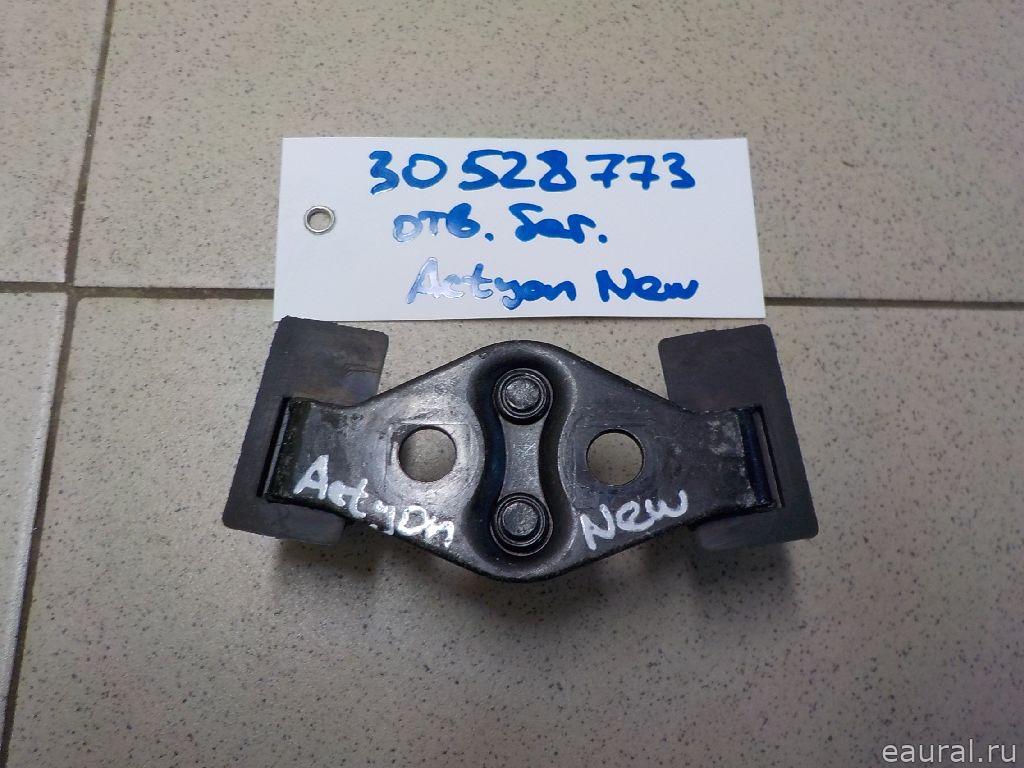 30528773
отв. баг.
Actyon New
Actyon New
eaural.ru